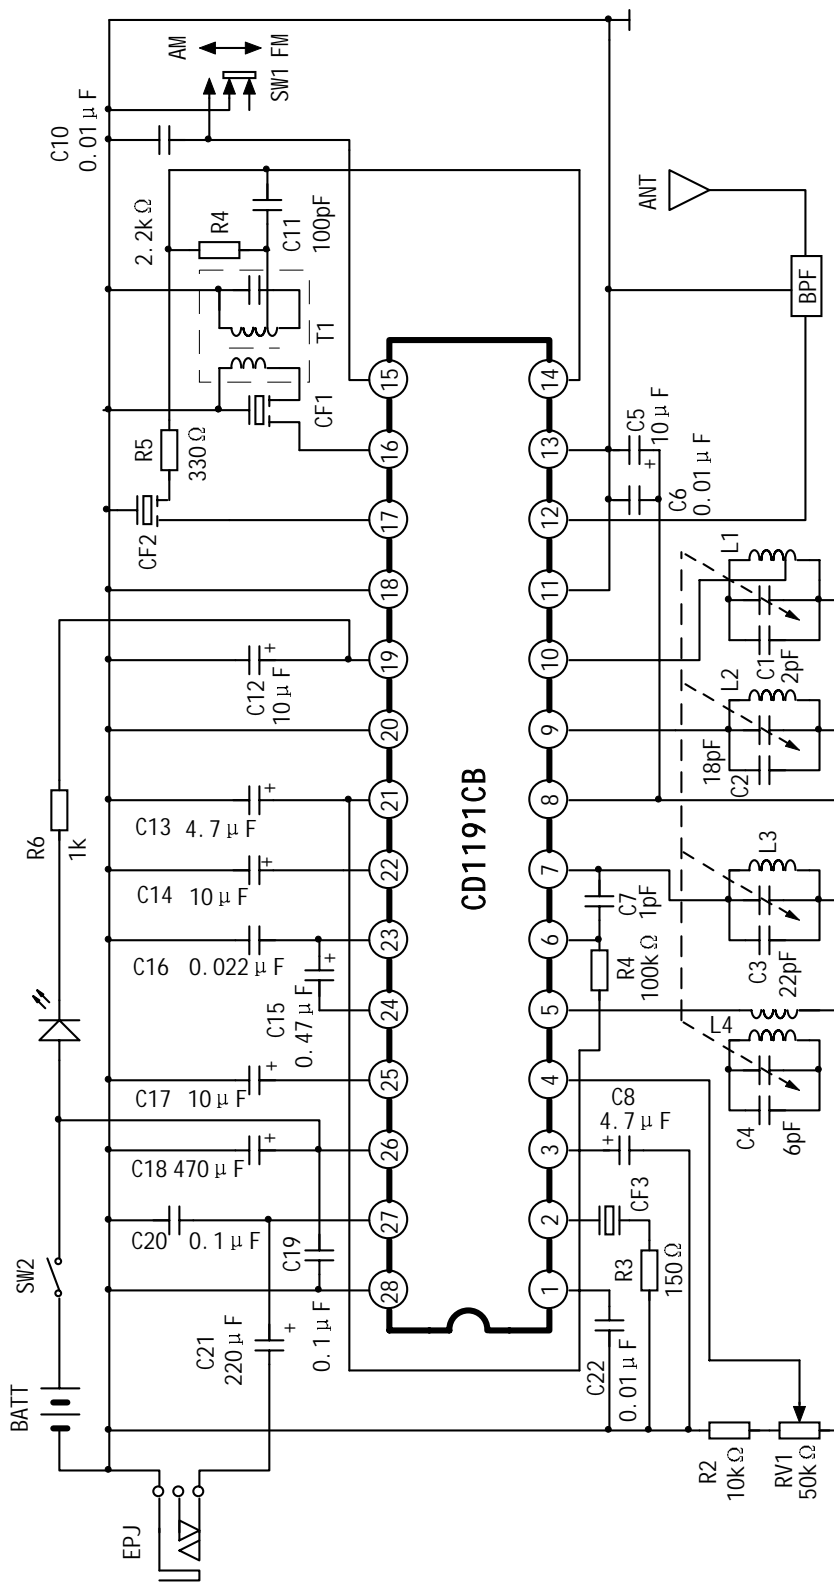 EPJ
BATT
SW2
R6
1k
C21
220μF
C20 0.1μF
C19
0.1μF
C18 470μF
C17 10μF
C15
0.47μF
C16 0.022μF
C14 10μF
C13 4.7μF
C12
10μF
CF2
R5
330Ω
CF1
T1
2.2kΩ
R4
C11
100pF
C10
0.01μF
AM
SW1 FM
28
27
26
25
24
23
22
21
20
19
18
17
16
15
CD1191CB
1
2
3
4
5
6
7
8
9
10
11
12
13
14
C22
0.01μF
R3
150Ω
CF3
C8
4.7μF
R4
100kΩ
C7
1pF
C6
0.01μF
C5
10μF
ANT
BPF
R2
10kΩ
RV1
50kΩ
C4
6pF
L4
C3
22pF
L3
C2
18pF
L2
C1
2pF
L1